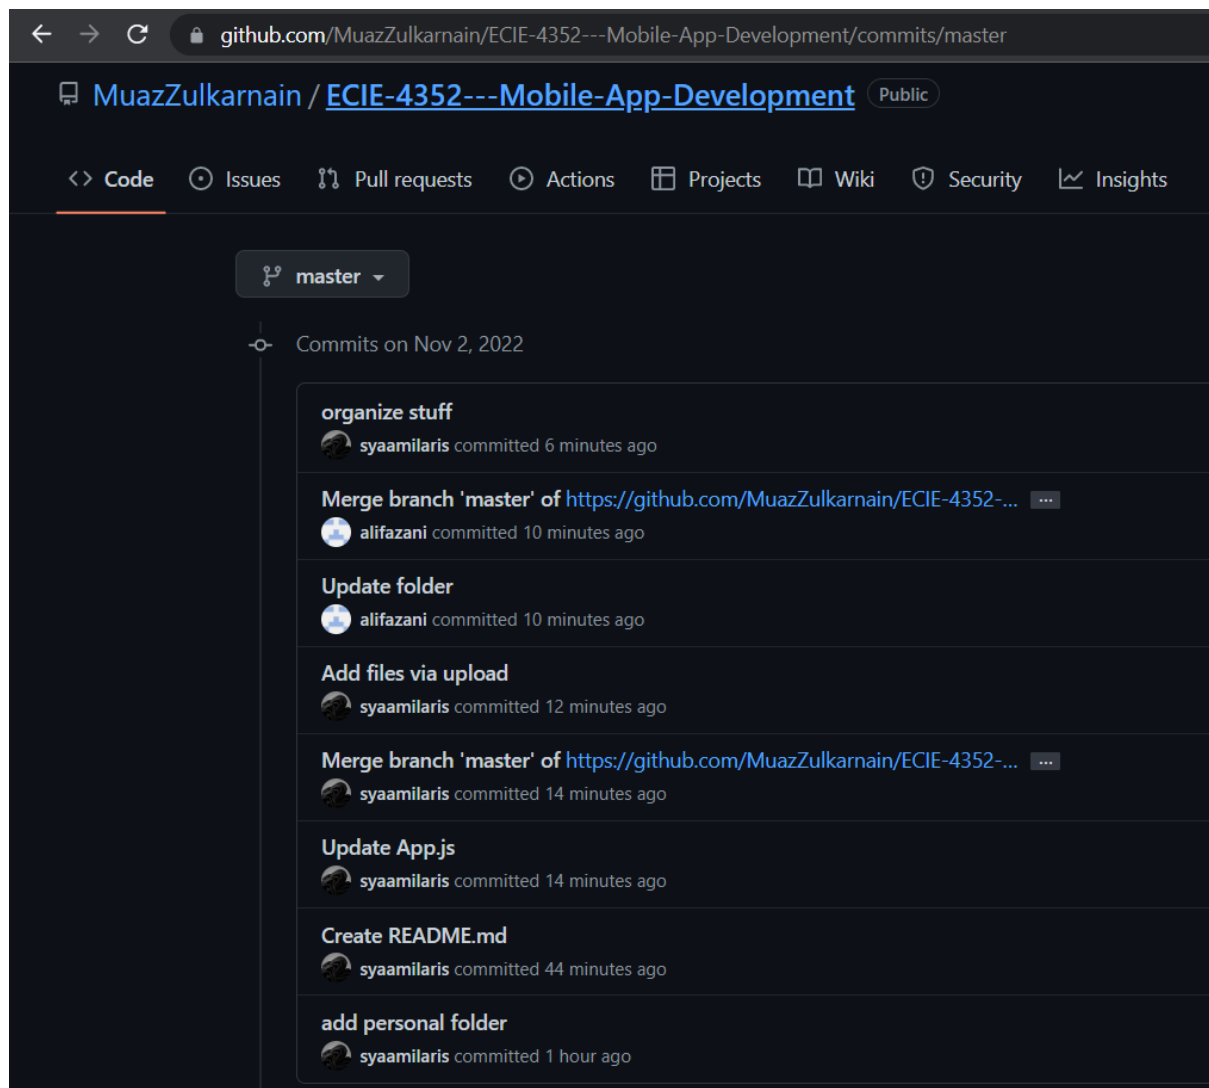 github.com/MuazZulkarnain/ECIE-4352---Mobile-App-Development/commits/master
MuazZulkarnain / ECIE-4352---Mobile-App-Development Public
Code Issues Pull requests Actions Projects Wiki Security Insights
master
Commits on Nov 2, 2022
organize stuff
syaamilaris committed 6 minutes ago
Merge branch 'master' of https://github.com/MuazZulkarnain/ECIE-4352-... ...
alifazani committed 10 minutes ago
Update folder
alifazani committed 10 minutes ago
Add files via upload
syaamilaris committed 12 minutes ago
Merge branch 'master' of https://github.com/MuazZulkarnain/ECIE-4352-... ...
syaamilaris committed 14 minutes ago
Update App.js
syaamilaris committed 14 minutes ago
Create README.md
syaamilaris committed 44 minutes ago
add personal folder
syaamilaris committed 1 hour ago